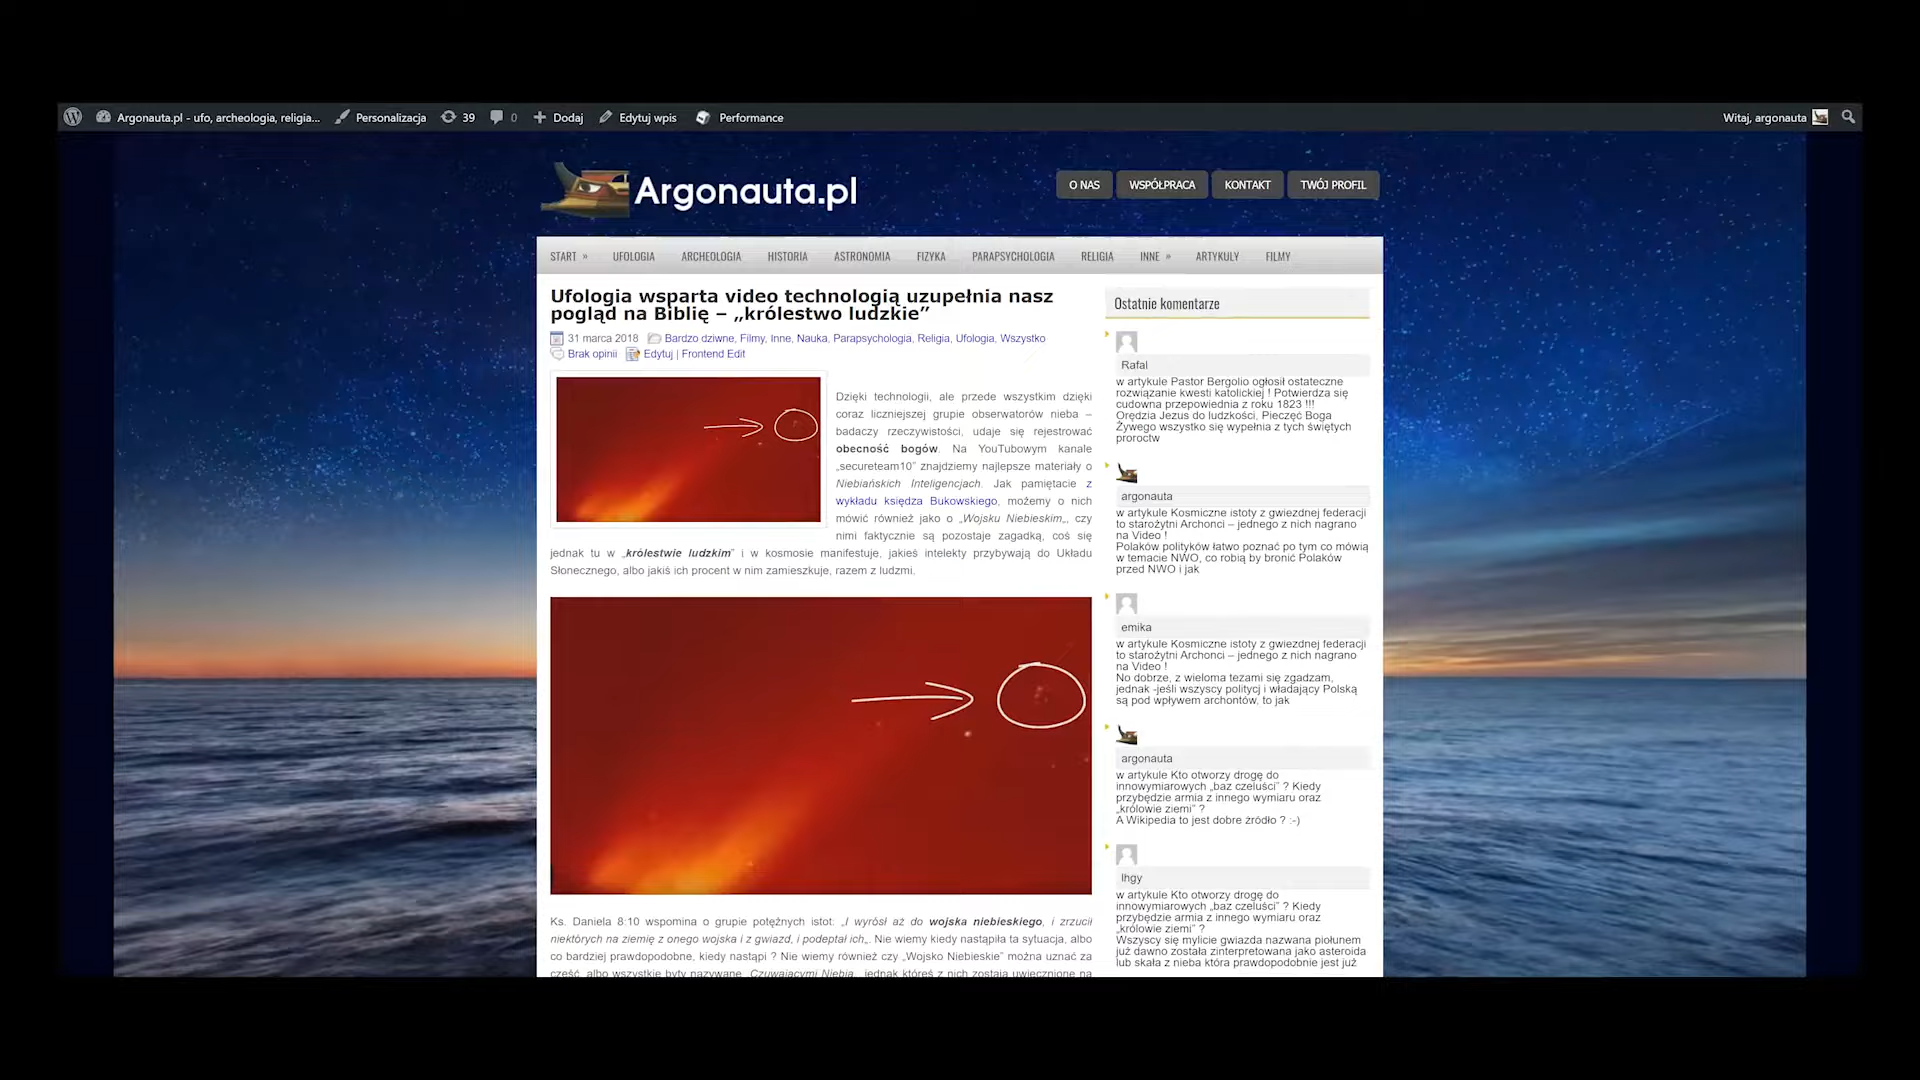 Argonauta.pl - ufo, archeologia, religia...
Personalizacja
39
0
Dodaj
Edytuj wpis
Performance
Witaj, argonauta
Argonauta.pl
O NAS
WSPÓŁPRACA
KONTAKT
TWÓJ PROFIL
START »
UFOLOGIA
ARCHEOLOGIA
HISTORIA
ASTRONOMIA
FIZYKA
PARAPSYCHOLOGIA
RELIGIA
INNE »
ARTYKUŁY
FILMY
Ufologia wsparta video technologią uzupełnia nasz
pogląd na Biblię – „królestwo ludzkie”
31 marca 2018 Bardzo dziwne, Filmy, Inne, Nauka, Parapsychologia, Religia, Ufologia, Wszystko
Brak opinii Edytuj | Frontend Edit
Dzięki technologii, ale przede wszystkim dzięki
coraz liczniejszej grupie obserwatorów nieba –
badaczy rzeczywistości, udaje się rejestrować
obecność bogów. Na YouTubowym kanale
„secureteam10” znajdziemy najlepsze materiały o
Niebiańskich Inteligencjach. Jak pamiętacie z
wykładu księdza Bukowskiego, możemy o nich
mówić również jako o „Wojsku Niebieskim„, czy
nimi faktycznie są pozostaje zagadką, coś się
jednak tu w „królestwie ludzkim” i w kosmosie manifestuje, jakieś intelekty przybywają do Układu
Słonecznego, albo jakiś ich procent w nim zamieszkuje, razem z ludzmi.
Ks. Daniela 8:10 wspomina o grupie potężnych istot. „I wyrósł aż do wojska niebieskiego, i zrzucił
niektórych na ziemię z onego wojska i z gwiazd, i podeptał ich„. Nie wiemy kiedy nastąpiła ta sytuacja, albo
co bardziej prawdopodobne, kiedy nastąpi ? Nie wiemy również czy „Wojsko Niebieskie” można uznać za
cześć, albo wszystkie byty nazywane „Czuwającymi Niebia„, jednak któreś z nich zostają uwiecznione na
Ostatnie komentarze
Rafal
w artykule Pastor Bergolio ogłosił ostateczne
rozwiązanie kwesti katolickiej ! Potwierdza się
cudowna przepowiednia z roku 1823 !!!
Orędzia Jezus do ludzkości, Pieczęć Boga
Żywego wszystko się wypełnia z tych świętych
proroctw
argonauta
w artykule Kosmiczne istoty z gwiezdnej federacji
to starożytni Archonci – jednego z nich nagrano
na Video !
Polaków polityków łatwo poznać po tym co mówią
w temacie NWO, co robią by bronić Polaków
przed NWO i jak
emika
w artykule Kosmiczne istoty z gwiezdnej federacji
to starożytni Archonci – jednego z nich nagrano
na Video !
No dobrze, z wieloma tezami się zgadzam,
jednak -jeśli wszyscy politycj i władający Polską
są pod wpływem archontów, to jak
argonauta
w artykule Kto otworzy drogę do
innowymiarowych „baz czeluści” ? Kiedy
przybędzie armia z innego wymiaru oraz
„królowie ziemi” ?
A Wikipedia to jest dobre źródło ? :-)
lhgy
w artykule Kto otworzy drogę do
innowymiarowych „baz czeluści” ? Kiedy
przybędzie armia z innego wymiaru oraz
„królowie ziemi” ?
Wszyscy się mylicie gwiazda nazwana piołunem
już dawno została zinterpretowana jako asteroida
lub skała z nieba która prawdopodobnie jest już